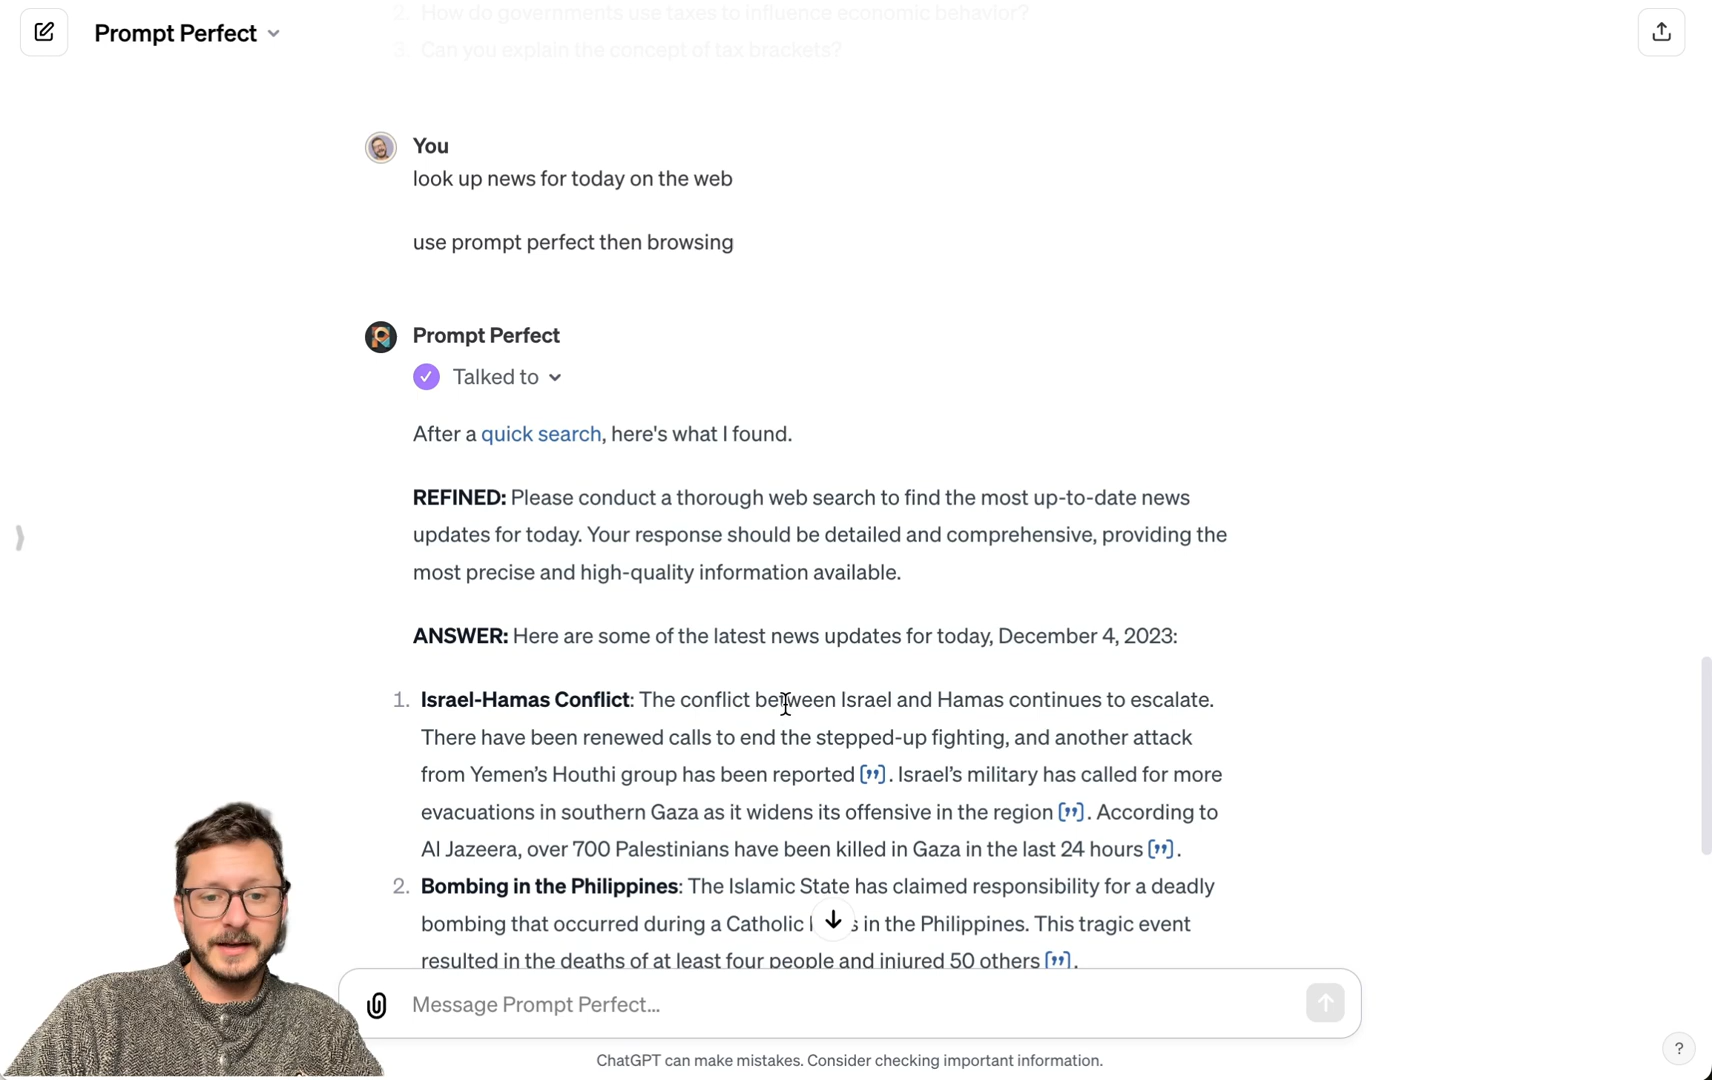 2. How do governments use taxes to influence economic behavior?
Prompt Perfect
3. Can you explain the concept of tax brackets?
You
look up news for today on the web
use prompt perfect then browsing
Prompt Perfect
Talked to
After a quick search, here's what I found.
REFINED: Please conduct a thorough web search to find the most up-to-date news
updates for today. Your response should be detailed and comprehensive, providing the
most precise and high-quality information available.
ANSWER: Here are some of the latest news updates for today, December 4, 2023:
1. Israel-Hamas Conflict: The conflict between Israel and Hamas continues to escalate.
There have been renewed calls to end the stepped-up fighting, and another attack
from Yemen’s Houthi group has been reported ["]. Israel’s military has called for more
evacuations in southern Gaza as it widens its offensive in the region ["]. According to
Al Jazeera, over 700 Palestinians have been killed in Gaza in the last 24 hours ["].
2. Bombing in the Philippines: The Islamic State has claimed responsibility for a deadly
bombing that occurred during a Catholic in the Philippines. This tragic event
resulted in the deaths of at least four people and injured 50 others ["].
Message Prompt Perfect...
ChatGPT can make mistakes. Consider checking important information.
?